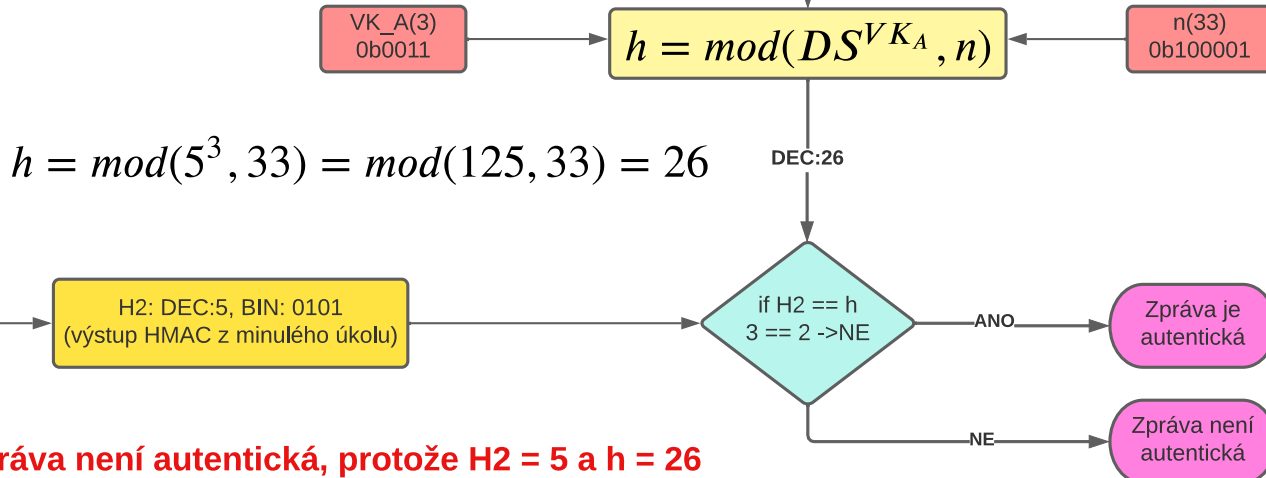 VK_A(3)
0b0011
h = mod(DS^{VK_A}, n)
n(33)
0b100001
h = mod(5^3, 33) = mod(125, 33) = 26
DEC:26
H2: DEC:5, BIN: 0101
(výstup HMAC z minulého úkolu)
if H2 == h
3 == 2 ->NE
ANO
Zpráva je
autentická
NE
Zpráva není
autentická
ráva není autentická, protože H2 = 5 a h = 26